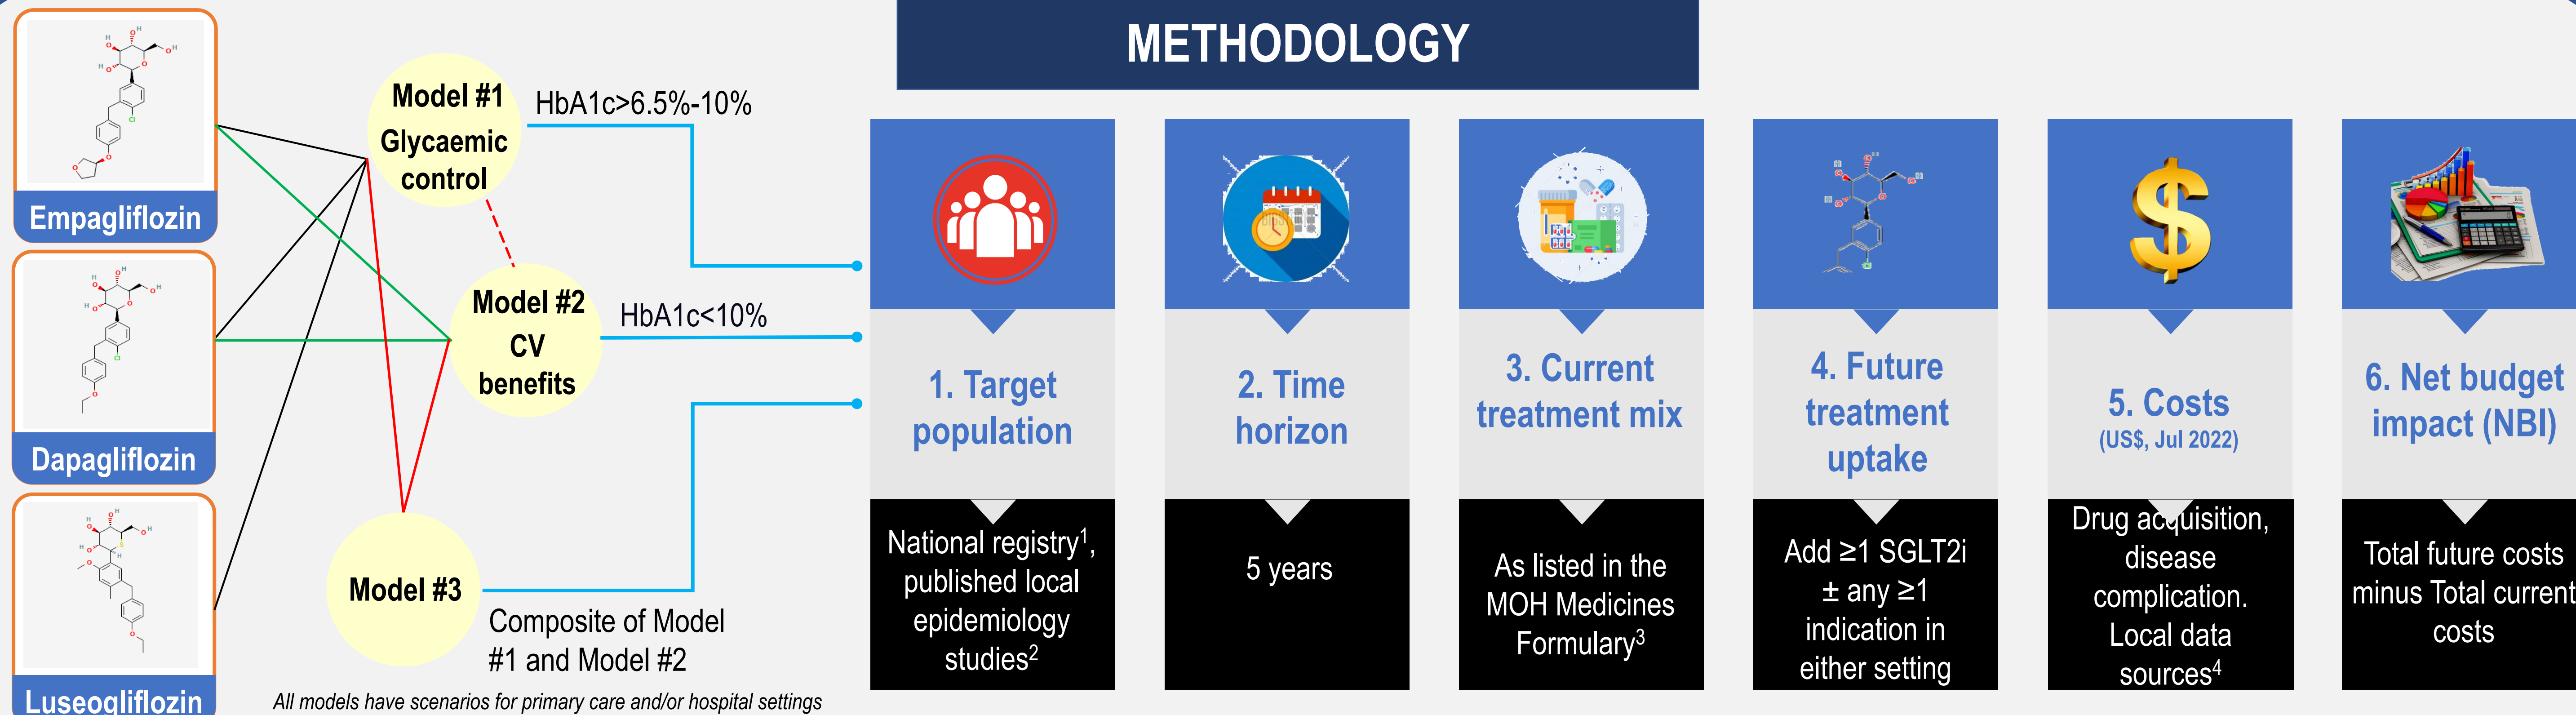 METHODOLOGY
Empagliflozin
Dapagliflozin
Luseogliflozin
Model #1
Glycaemic
control
HbA1c>6.5%-10%
Model #2
CV
benefits
HbA1c<10%
Model #3
Composite of Model
#1 and Model #2
All models have scenarios for primary care and/or hospital settings
1. Target
population
National registry¹,
published local
epidemiology
studies²
2. Time
horizon
5 years
3. Current
treatment mix
As listed in the
MOH Medicines
Formulary³
4. Future
treatment
uptake
Add ≥1 SGLT2i
± any ≥1
indication in
either setting
5. Costs
(US$, Jul 2022)
Drug acquisition,
disease
complication.
Local data
sources⁴
6. Net budget
impact (NBI)
Total future costs
minus Total current
costs